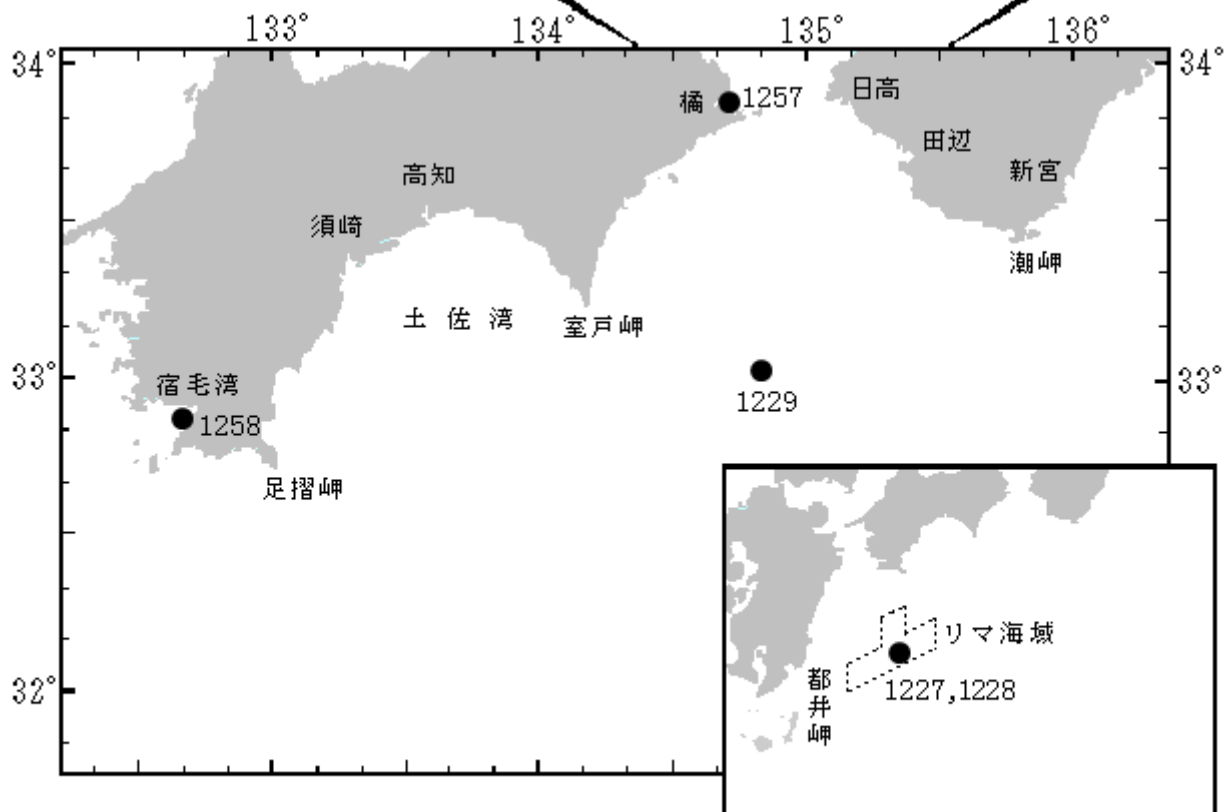 133°
134°
135°
136°
34°
34°
橘
1257
日高
田辺
高知
新宮
須崎
潮岬
土佐湾
室戸岬
33°
33°
宿毛湾
1229
1258
足摺岬
リマ海域
都井岬
1227,1228
32°